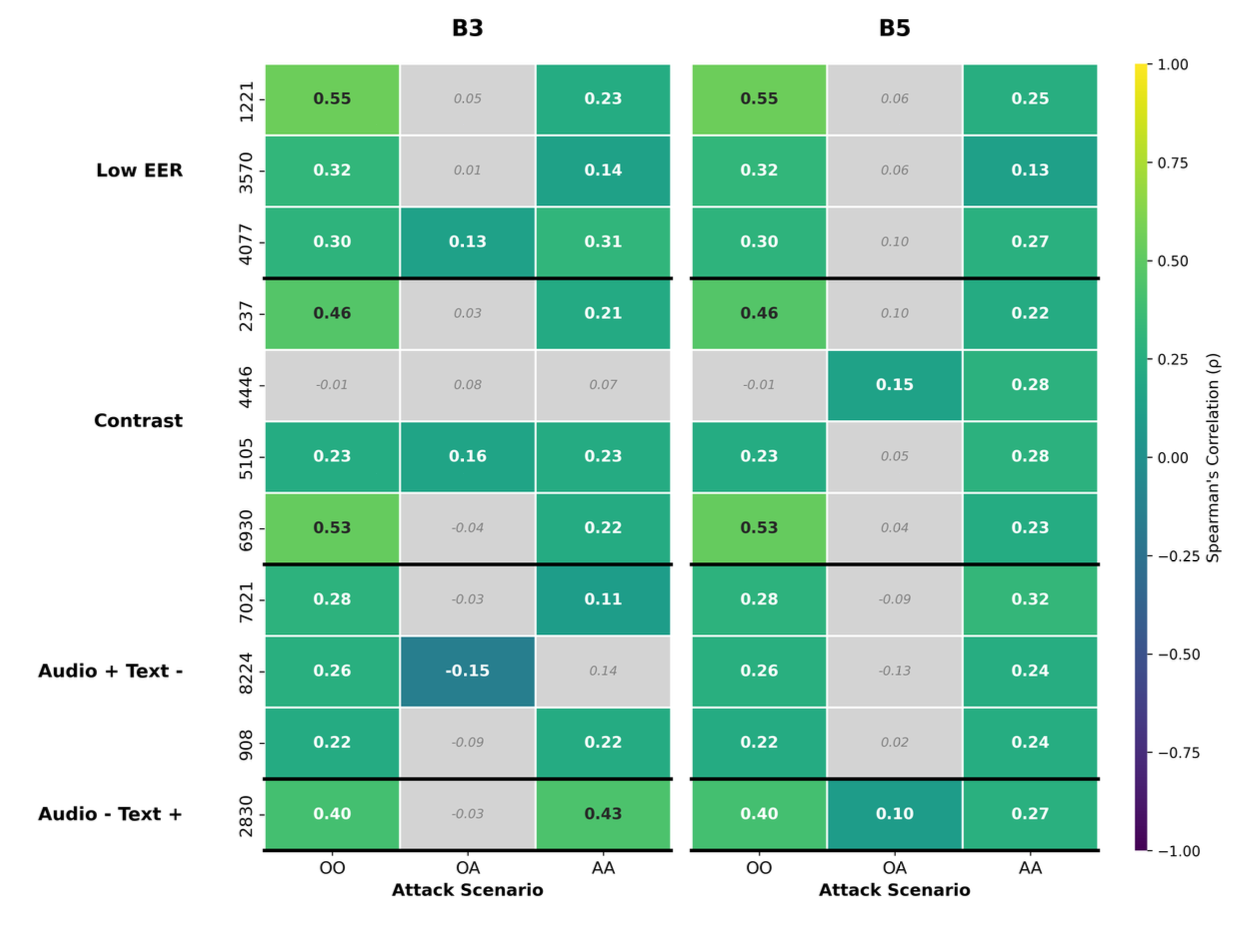 B3 B5
1221 0.55 0.05 0.23 0.55 0.06 0.25 1.00
Low EER 3570 0.32 0.01 0.14 0.32 0.06 0.13 0.75
4077 0.30 0.13 0.31 0.30 0.10 0.27 0.50
237 0.46 0.03 0.21 0.46 0.10 0.22
Contrast 4446 -0.01 0.08 0.07 -0.01 0.15 0.28 0.25
5105 0.23 0.16 0.23 0.23 0.05 0.28 0.00
Spearman's Correlation (ρ)
6930 0.53 -0.04 0.22 0.53 0.04 0.23 −0.25
7021 0.28 -0.03 0.11 0.28 -0.09 0.32 −0.50
Audio + Text - 8224 0.26 -0.15 0.14 0.26 -0.13 0.24
908 0.22 -0.09 0.22 0.22 0.02 0.24 −0.75
Audio - Text + 2830 0.40 -0.03 0.43 0.40 0.10 0.27 −1.00
OO OA AA OO OA AA
Attack Scenario Attack Scenario